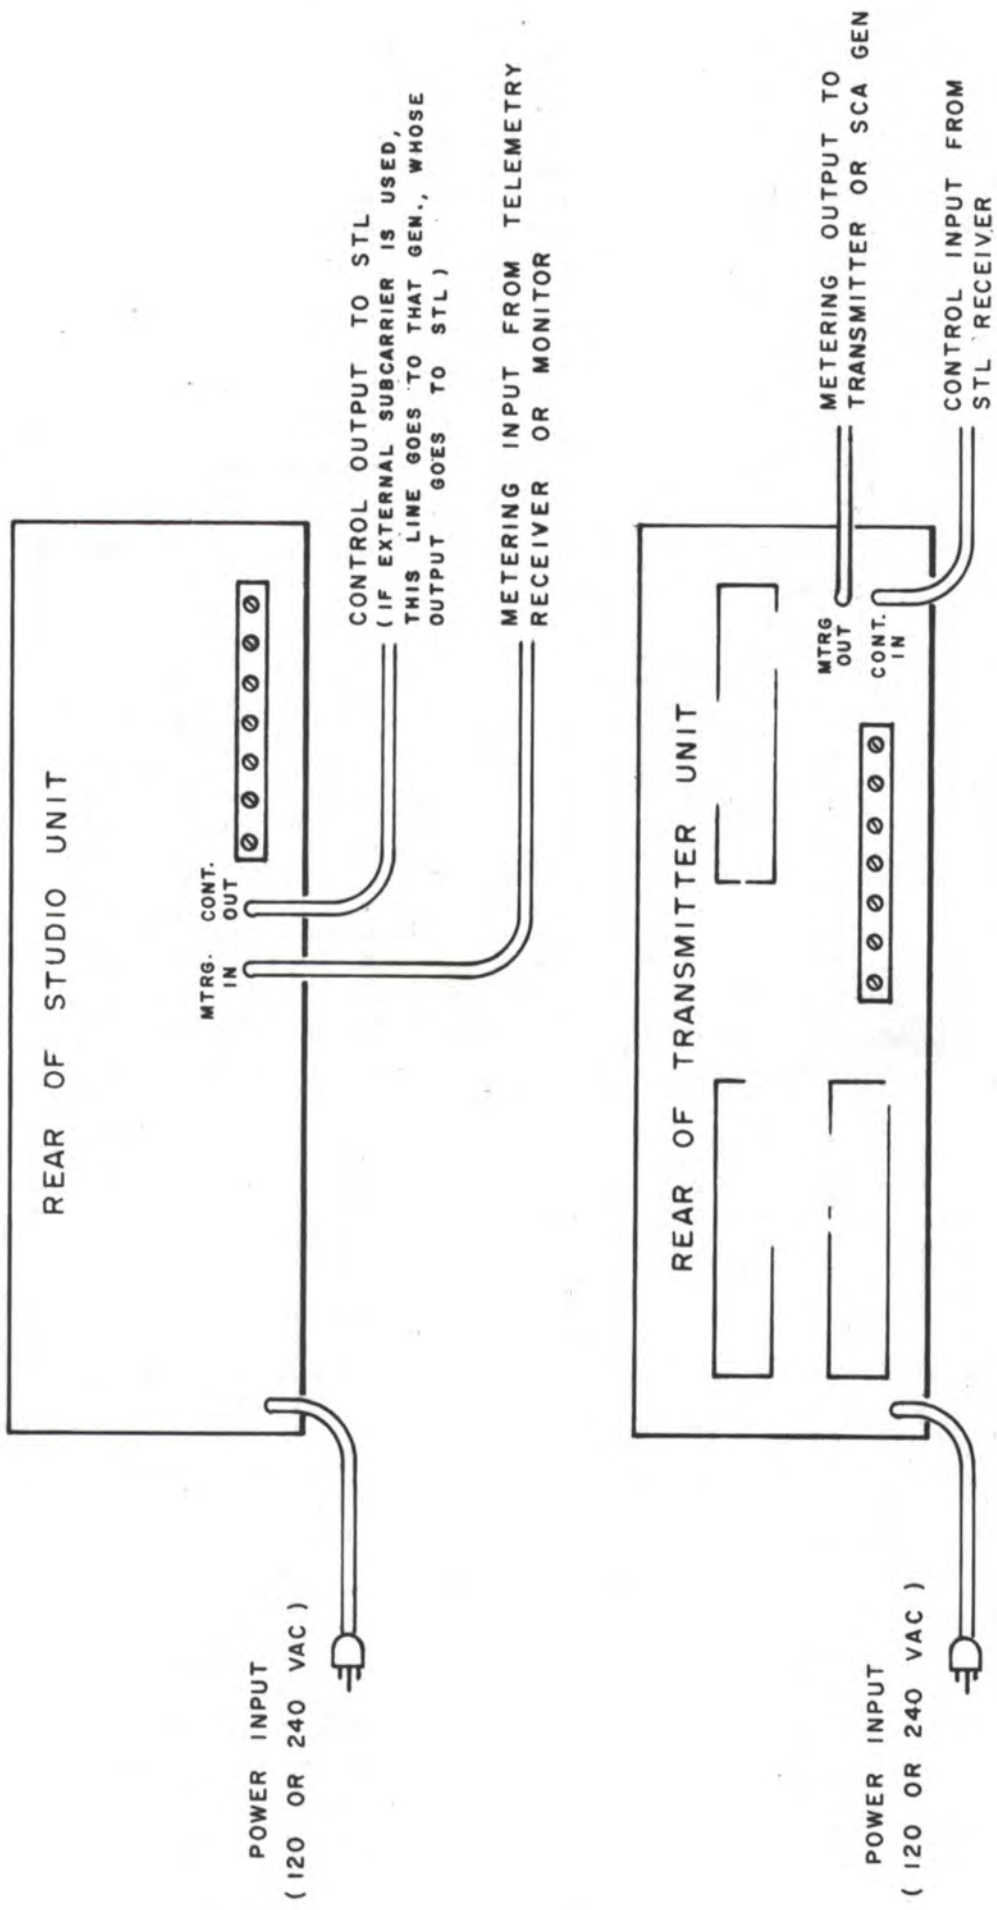 REAR OF STUDIO UNIT
MTRG.
IN
CONT.
OUT
POWER INPUT
(120 OR 240 VAC)
CONTROL OUTPUT TO STL
(IF EXTERNAL SUBCARRIER IS USED,
THIS LINE GOES TO THAT GEN., WHOSE
OUTPUT GOES TO STL)
METERING INPUT FROM TELEMETRY
RECEIVER OR MONITOR
REAR OF TRANSMITTER UNIT
MTRG
OUT
CONT.
IN
POWER INPUT
(120 OR 240 VAC)
METERING OUTPUT TO
TRANSMITTER OR SCA GEN
CONTROL INPUT FROM
STL RECEIVER